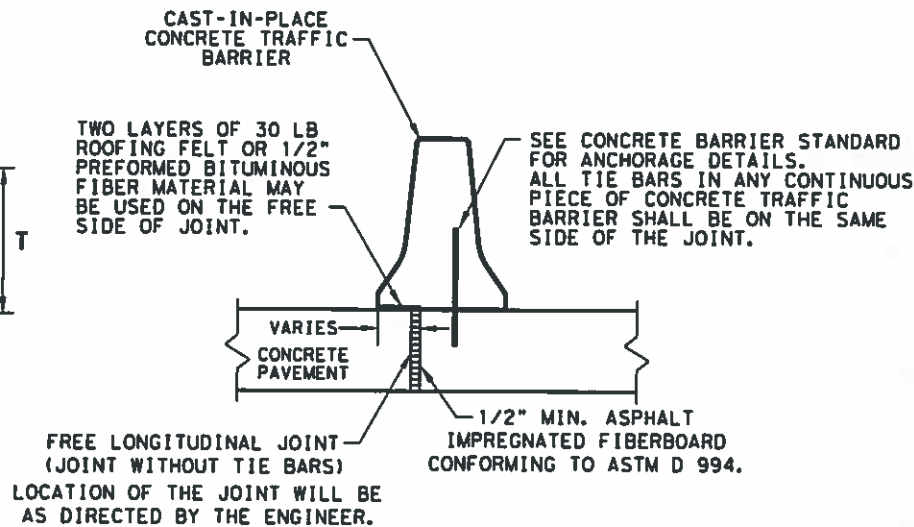 CAST-IN-PLACE
CONCRETE TRAFFIC
BARRIER
TWO LAYERS OF 30 LB
ROOFING FELT OR 1/2"
PREFORMED BITUMINOUS
FIBER MATERIAL MAY
BE USED ON THE FREE
SIDE OF JOINT.
SEE CONCRETE BARRIER STANDARD
FOR ANCHORAGE DETAILS.
ALL TIE BARS IN ANY CONTINUOUS
PIECE OF CONCRETE TRAFFIC
BARRIER SHALL BE ON THE SAME
SIDE OF THE JOINT.
T
VARIES
CONCRETE
PAVEMENT
FREE LONGITUDINAL JOINT
(JOINT WITHOUT TIE BARS)
LOCATION OF THE JOINT WILL BE
AS DIRECTED BY THE ENGINEER.
1/2" MIN. ASPHALT
IMPREGNATED FIBERBOARD
CONFORMING TO ASTM D 994.